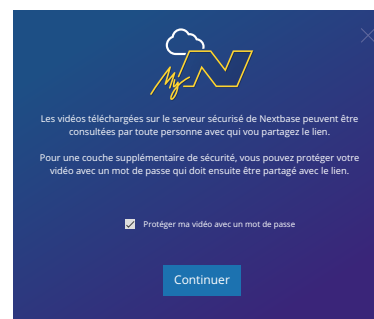 My N
Les vidéos téléchargées sur le serveur sécurisé de Nextbase peuvent être
consultées par toute personne avec qui vou partagez le lien.
Pour une couche supplémentaire de sécurité, vous pouvez protéger votre
vidéo avec un mot de passe qui doit ensuite être partagé avec le lien.
Protéger ma vidéo avec un mot de passe
Continuer